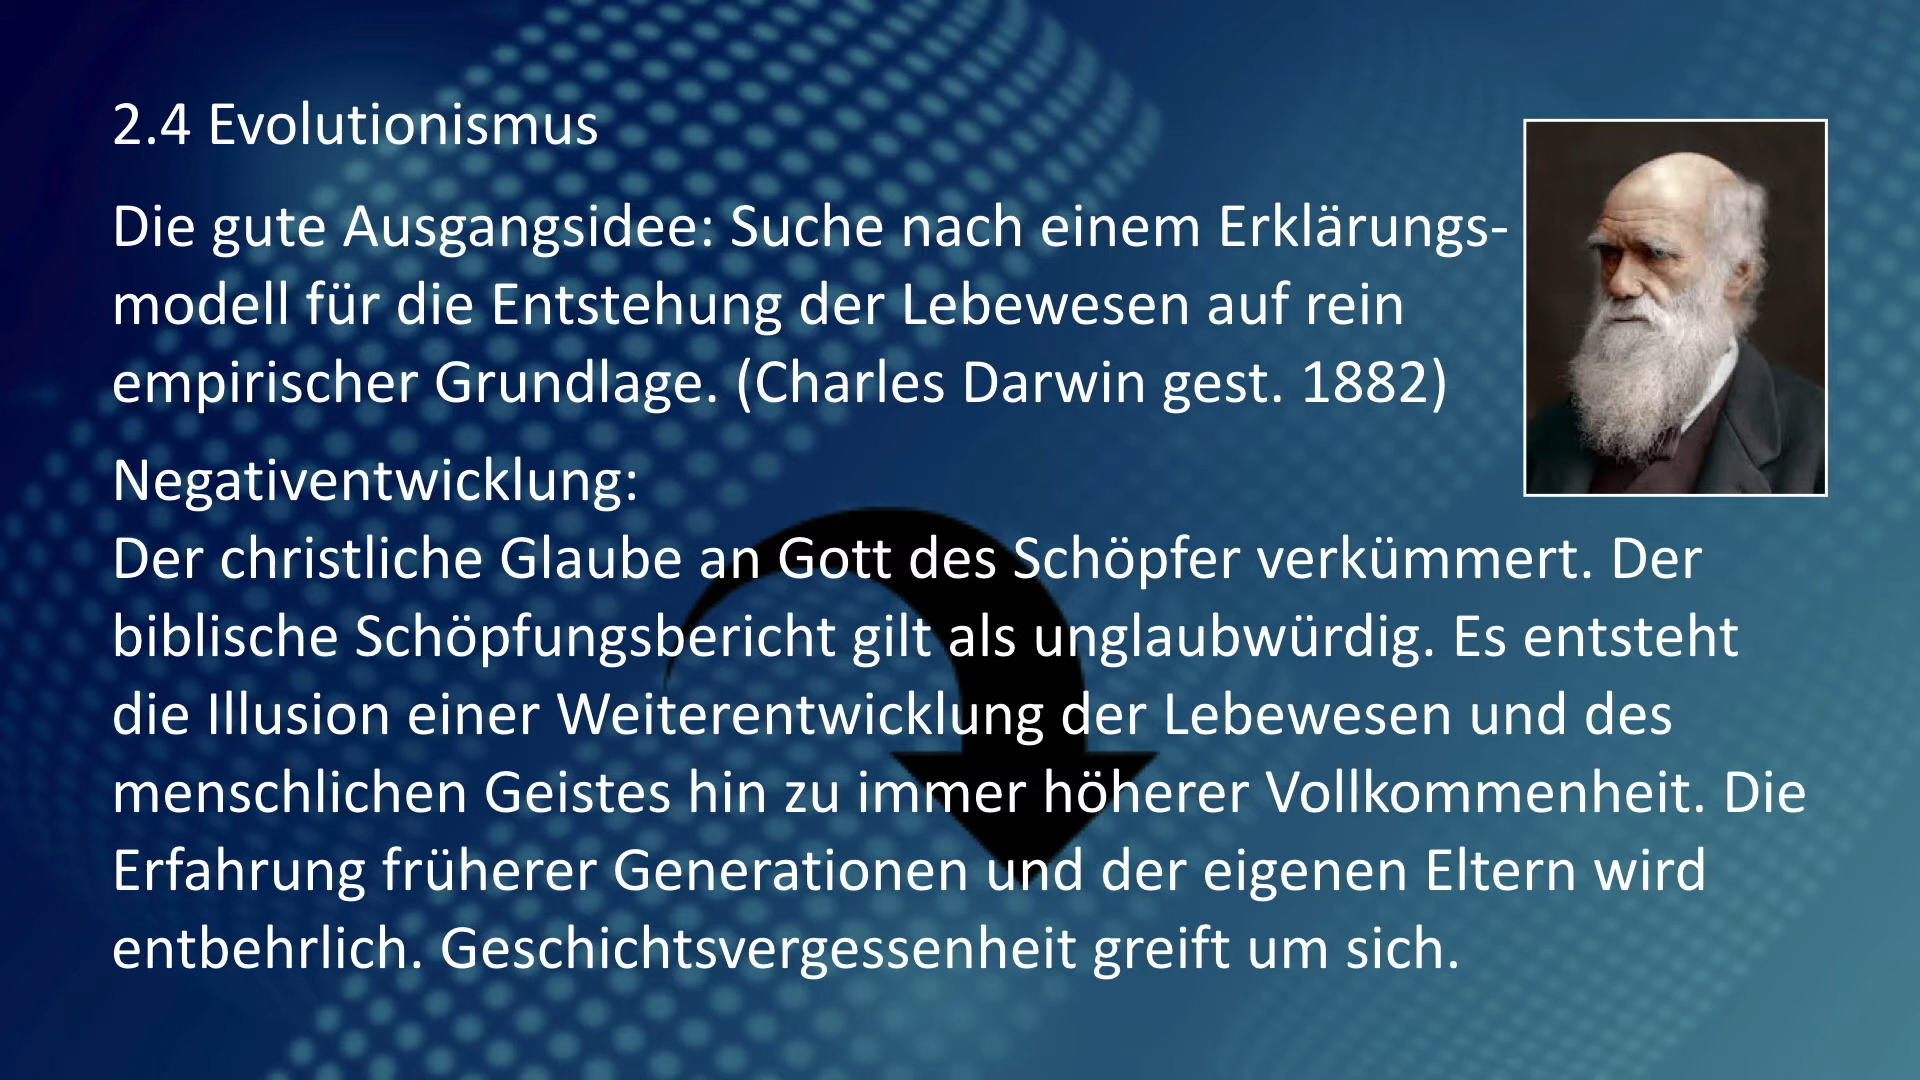 2.4 Evolutionismus
Die gute Ausgangsidee: Suche nach einem Erklärungs-
modell für die Entstehung der Lebewesen auf rein
empirischer Grundlage. (Charles Darwin gest. 1882)
Negativentwicklung:
Der christliche Glaube an Gott des Schöpfer verkümmert. Der
biblische Schöpfungsbericht gilt als unglaubwürdig. Es entsteht
die Illusion einer Weiterentwicklung der Lebewesen und des
menschlichen Geistes hin zu immer höherer Vollkommenheit. Die
Erfahrung früherer Generationen und der eigenen Eltern wird
entbehrlich. Geschichtsvergessenheit greift um sich.